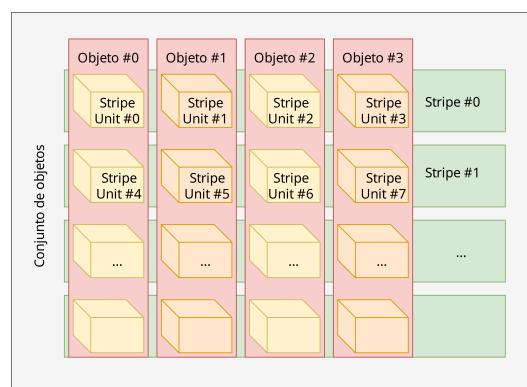 Conjunto de objetos
Objeto #0
Objeto #1
Objeto #2
Objeto #3
Stripe
Unit #0
Stripe
Unit #1
Stripe
Unit #2
Stripe
Unit #3
Stripe #0
Stripe
Unit #4
Stripe
Unit #5
Stripe
Unit #6
Stripe
Unit #7
Stripe #1
...
...
...
...
...